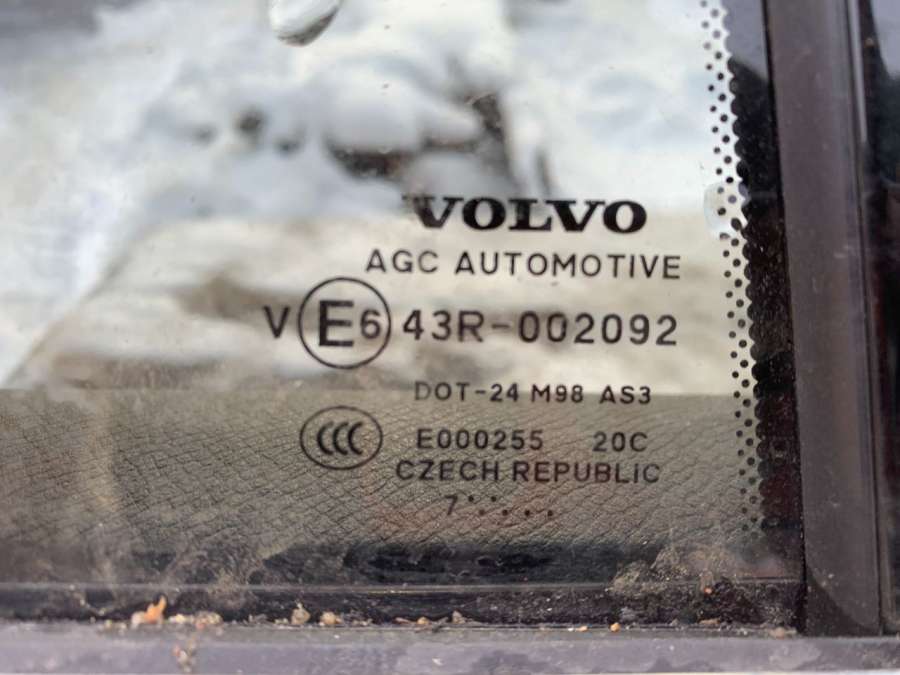 VOLVO
AGC AUTOMOTIVE
V E6 43R-002092
DOT-24 M98 AS3
CCC E000255 20C
CZECH REPUBLIC
7